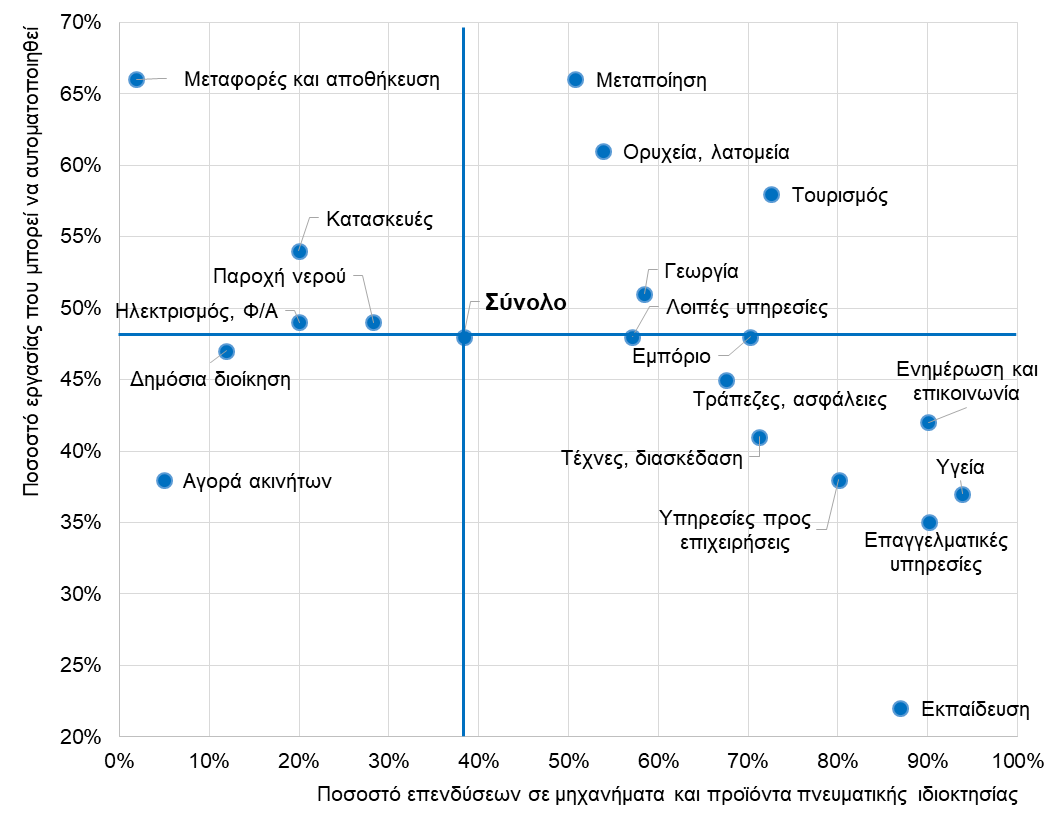 Ποσοστό εργασίας που μπορεί να αυτοματοποιηθεί
70%
65%
60%
55%
50%
45%
40%
35%
30%
25%
20%
Μεταφορές και αποθήκευση
Μεταποίηση
Ορυχεία, λατομεία
Τουρισμός
Κατασκευές
Παροχή νερού
Γεωργία
Ηλεκτρισμός, Φ/Α
Σύνολο
Λοιπές υπηρεσίες
Εμπόριο
Δημόσια διοίκηση
Ενημέρωση και
επικοινωνία
Τράπεζες, ασφάλειες
Τέχνες, διασκέδαση
Υγεία
Αγορά ακινήτων
Υπηρεσίες προς
επιχειρήσεις
Επαγγελματικές
υπηρεσίες
Εκπαίδευση
0%
10%
20%
30%
40%
50%
60%
70%
80%
90%
100%
Ποσοστό επενδύσεων σε μηχανήματα και προϊόντα πνευματικής ιδιοκτησίας